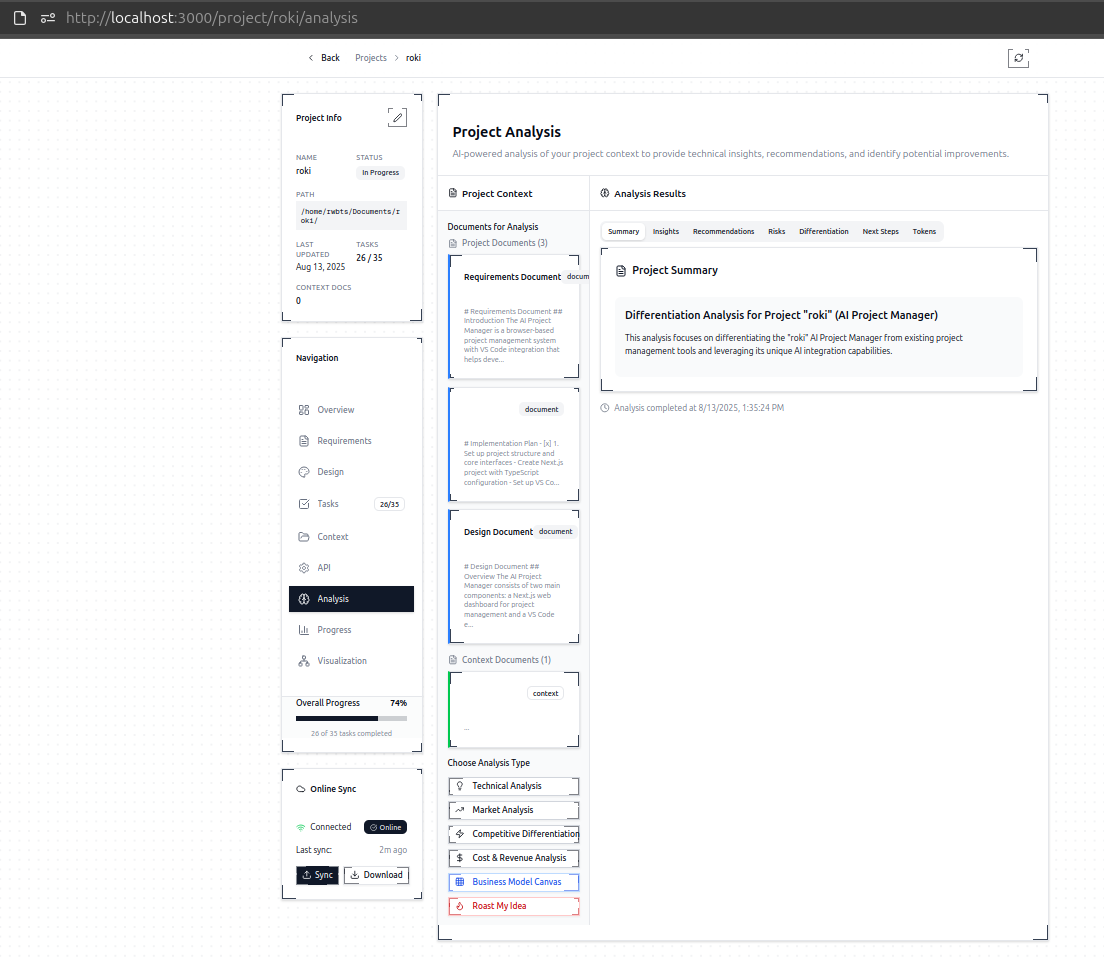 http://localhost:3000/project/roki/analysis
Back Projects roki
Project Info
NAME STATUS
roki In Progress
PATH
/home/rwbts/Documents/r
oki/
LAST
UPDATED
Aug 13, 2025
TASKS
26 / 35
CONTEXT DOCS
0
Navigation
Overview
Requirements
Design
Tasks 26/35
Context
API
Analysis
Progress
Visualization
Overall Progress 74%
26 of 35 tasks completed
Online Sync
Connected Online
Last sync: 2m ago
Sync Download
Project Analysis
AI-powered analysis of your project context to provide technical insights, recommendations, and identify potential improvements.
Project Context
Documents for Analysis
Project Documents (3)
Requirements Document docum
# Requirements Document ##
Introduction The AI Project
Manager is a browser-based
project management system
with VS Code integration that
helps deve...
document
# Implementation Plan - [x] 1.
Set up project structure and
core interfaces - Create Next.js
project with TypeScript
configuration - Set up VS Co...
Design Document document
# Design Document ##
Overview The AI Project
Manager consists of two main
components: a Next.js web
dashboard for project
management and a VS Code
e...
Context Documents (1)
context
...
Choose Analysis Type
Technical Analysis
Market Analysis
Competitive Differentiation
Cost & Revenue Analysis
Business Model Canvas
Roast My Idea
Analysis Results
Summary Insights Recommendations Risks Differentiation Next Steps Tokens
Project Summary
Differentiation Analysis for Project "roki" (AI Project Manager)
This analysis focuses on differentiating the "roki" AI Project Manager from existing project
management tools and leveraging its unique AI integration capabilities.
Analysis completed at 8/13/2025, 1:35:24 PM